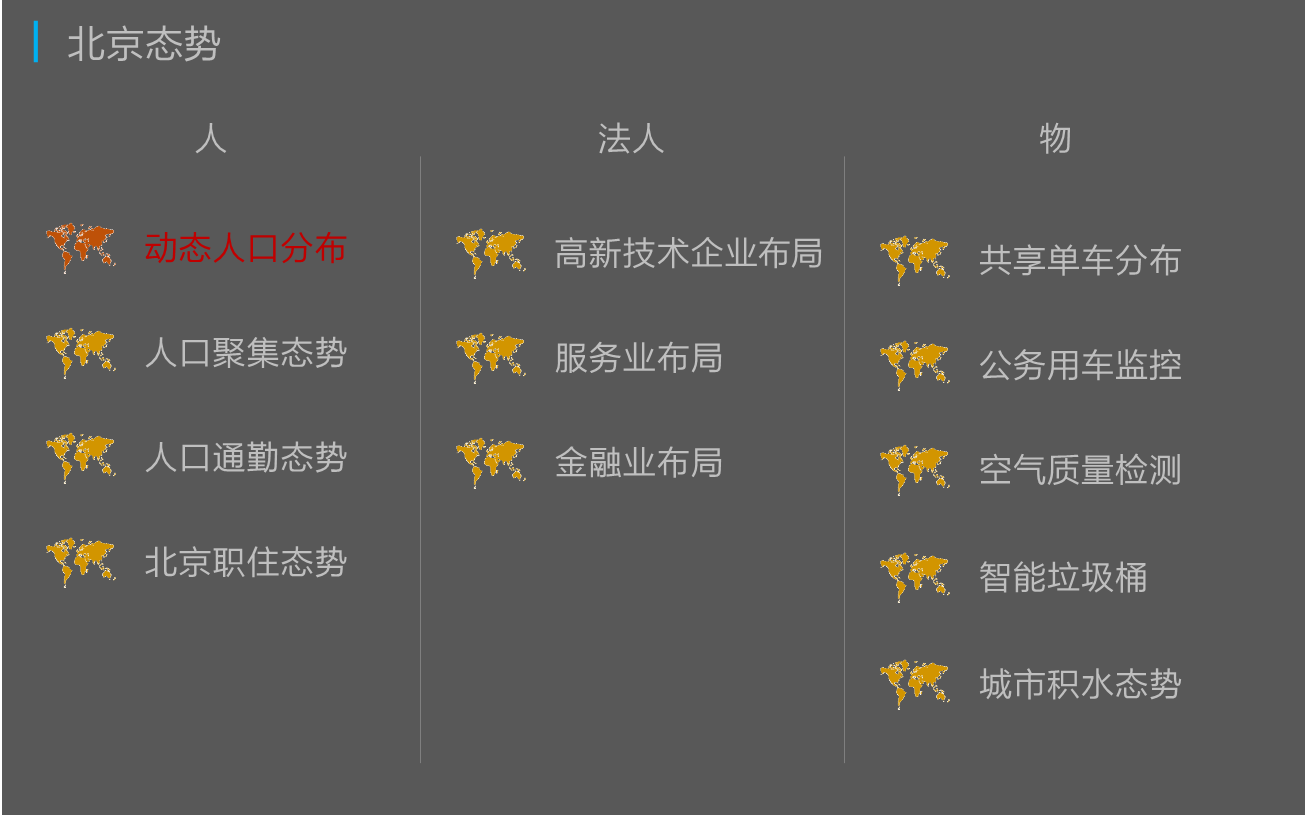 北京态势
人
动态人口分布
人口聚集态势
人口通勤态势
北京职住态势
法人
高新技术企业布局
服务业布局
金融业布局
物
共享单车分布
公务用车监控
空气质量检测
智能垃圾桶
城市积水态势